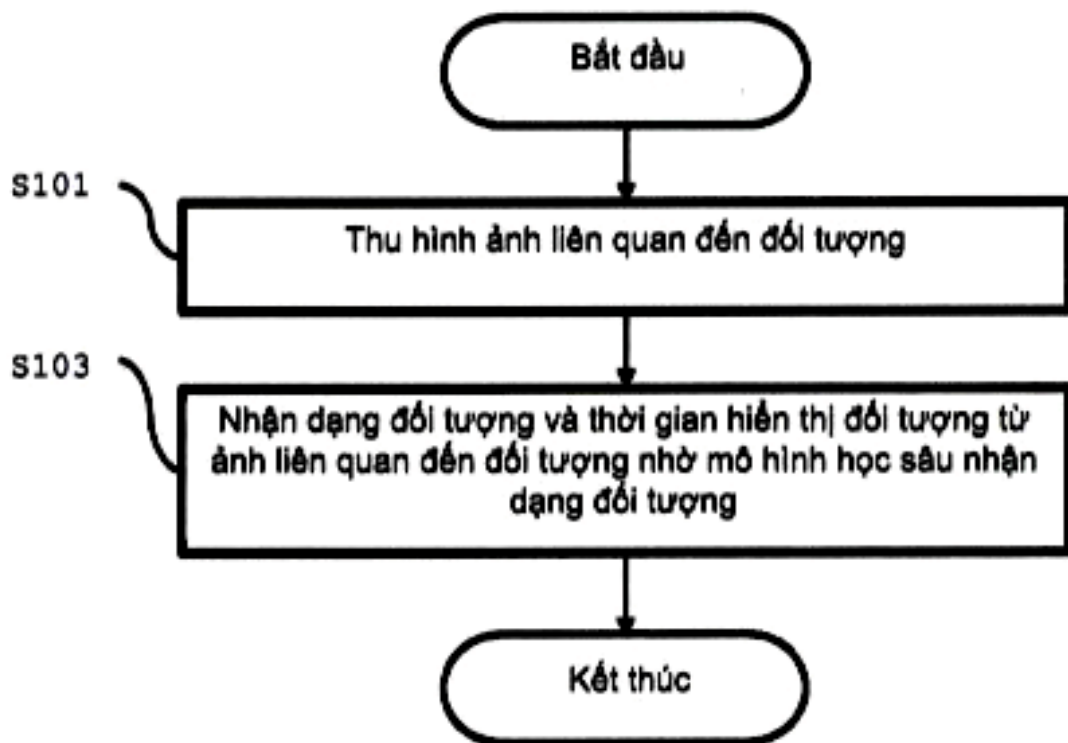 Bắt đầu
S101
Thu hình ảnh liên quan đến đối tượng
S103
Nhận dạng đối tượng và thời gian hiển thị đối tượng từ
ảnh liên quan đến đối tượng nhờ mô hình học sâu nhận
dạng đối tượng
Kết thúc